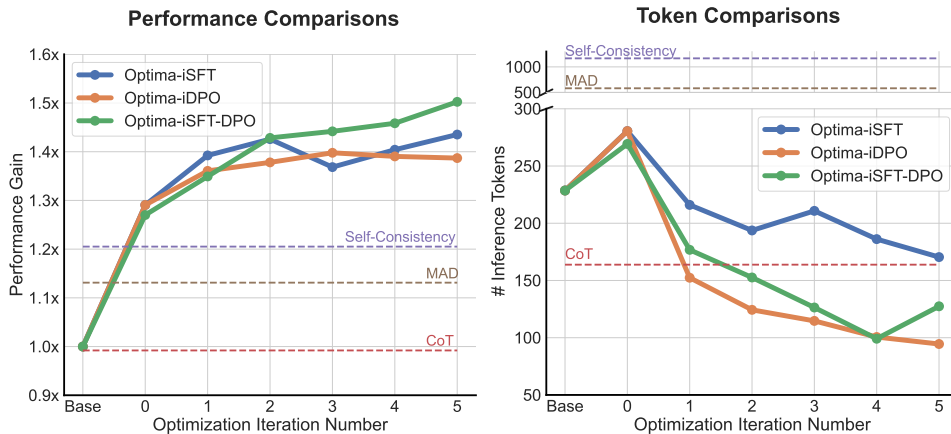 Performance Comparisons
1.6x
1.5x
1.4x
1.3x
1.2x
1.1x
1.0x
0.9x
Performance Gain
Optima-iSFT
Optima-iDPO
Optima-iSFT-DPO
Self-Consistency
MAD
CoT
Base 0 1 2 3 4 5
Optimization Iteration Number
Token Comparisons
1000
500
300
250
200
150
100
50
# Inference Tokens
Self-Consistency
MAD
Optima-iSFT
Optima-iDPO
Optima-iSFT-DPO
CoT
Base 0 1 2 3 4 5
Optimization Iteration Number